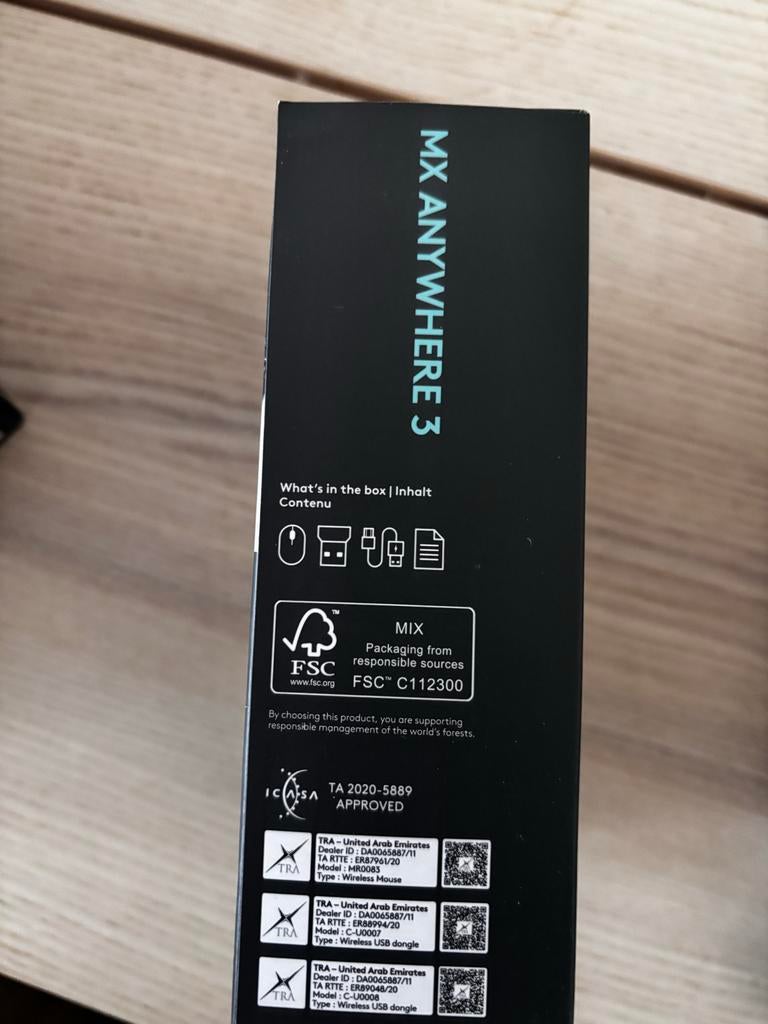 MX ANYWHERE 3
What's in the box | Inhalt
Contenu
FSC
www.fsc.org
™
MIX
Packaging from
responsible sources
FSC™ C112300
By choosing this product, you are supporting
responsible management of the world's forests.
ICASA
TA 2020-5889
APPROVED
TRA
TRA – United Arab Emirates
Dealer ID : DA0065887/11
TA RTTE : ER87961/20
Model : MR0083
Type : Wireless Mouse
TRA
TRA – United Arab Emirates
Dealer ID : DA0065887/11
TA RTTE : ER88994/20
Model : C-U0007
Type : Wireless USB dongle
TRA
TRA – United Arab Emirates
Dealer ID : DA0065887/11
TA RTTE : ER89048/20
Model : C-U0008
Type : Wireless USB dongle